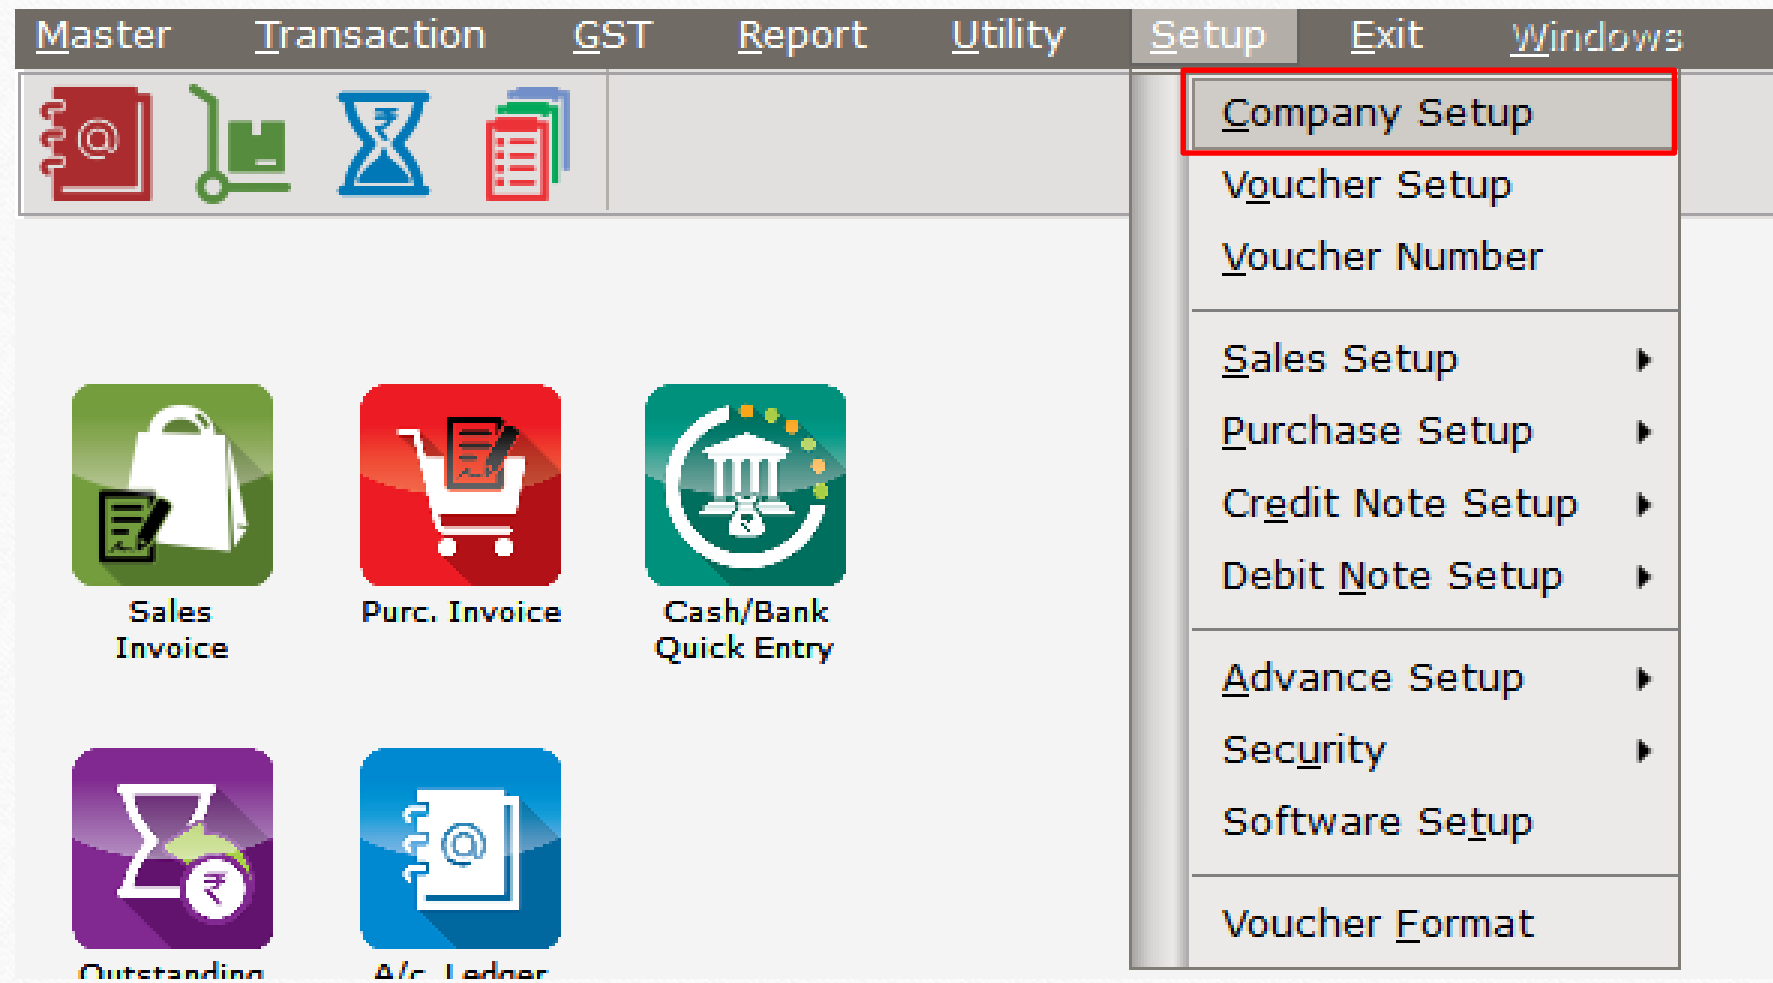 Master Transaction GST Report Utility Setup Exit Windows
Company Setup
Voucher Setup
Voucher Number
Sales Setup
Purchase Setup
Credit Note Setup
Debit Note Setup
Advance Setup
Security
Software Setup
Voucher Format
Sales
Invoice
Purc. Invoice
Cash/Bank
Quick Entry
Outstanding
A/c. Ledger